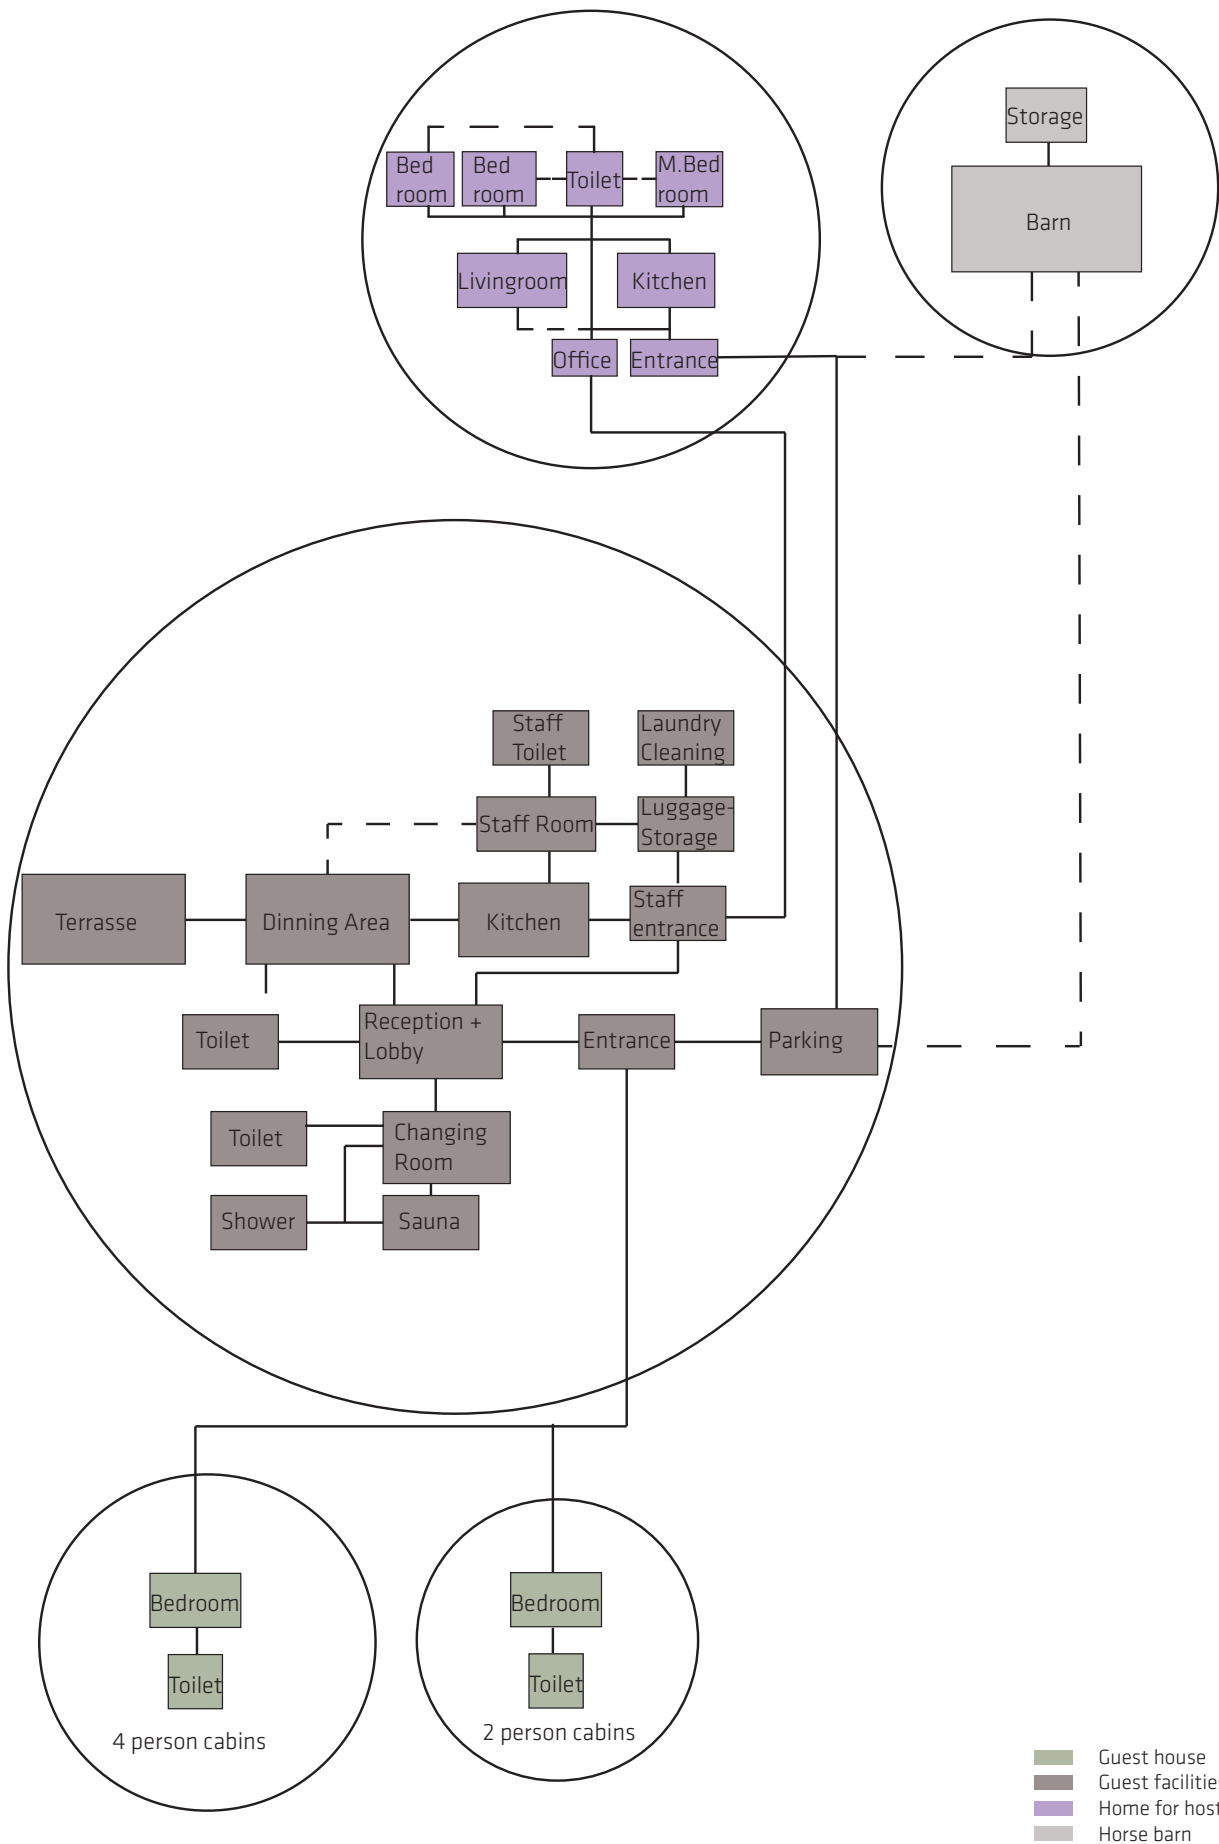 Storage
Barn
Bed
room
Bed
room
Toilet
M.Bed
room
Livingroom
Kitchen
Office
Entrance
Staff
Toilet
Laundry
Cleaning
Staff Room
Luggage-
Storage
Terrasse
Dinning Area
Kitchen
Staff
entrance
Toilet
Reception +
Lobby
Entrance
Parking
Toilet
Changing
Room
Shower
Sauna
Bedroom
Toilet
4 person cabins
Bedroom
Toilet
2 person cabins
Guest house
Guest facilities
Home for host
Horse barn